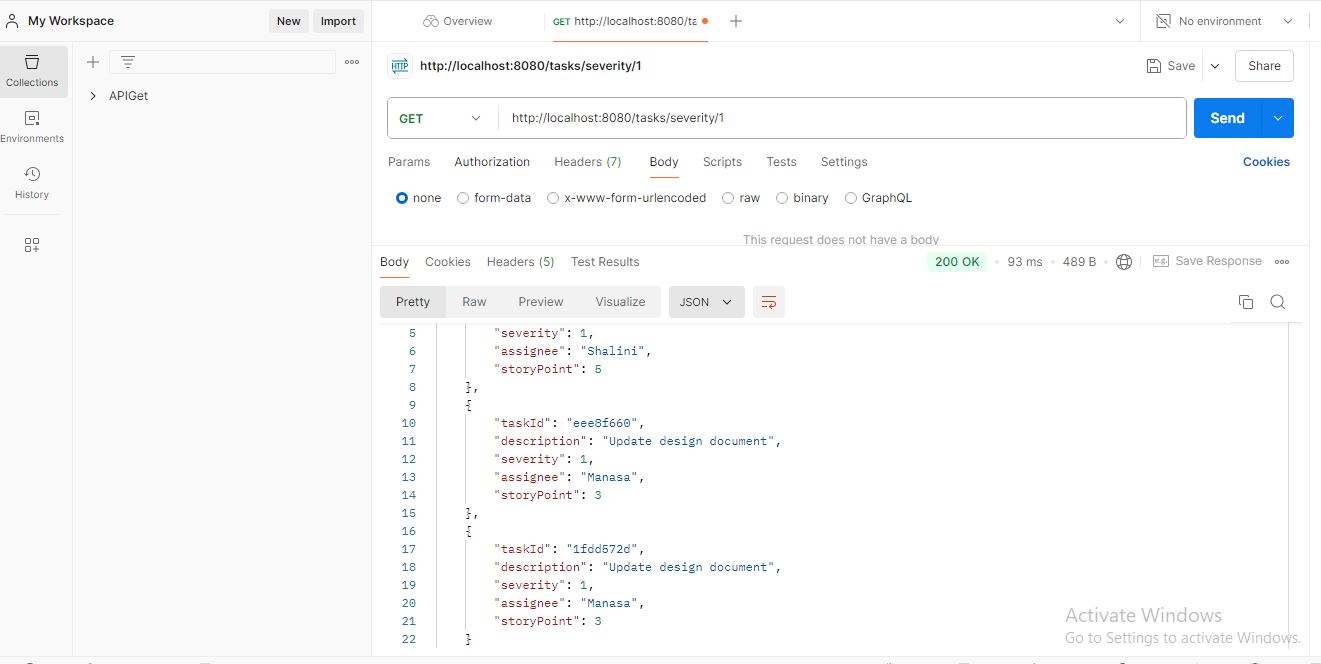 My Workspace New Import Overview GET http://localhost:8080/ta No environment
HTTP http://localhost:8080/tasks/severity/1 Save Share
Collections
APIGet
GET http://localhost:8080/tasks/severity/1 Send
Environments
Params Authorization Headers (7) Body Scripts Tests Settings Cookies
History
none form-data x-www-form-urlencoded raw binary GraphQL
This request does not have a body
Body Cookies Headers (5) Test Results 200 OK 93 ms 489 B e.g. Save Response
Pretty Raw Preview Visualize JSON
5 "severity": 1,
6 "assignee": "Shalini",
7 "storyPoint": 5
8 },
9 {
10 "taskId": "eee8f660",
11 "description": "Update design document",
12 "severity": 1,
13 "assignee": "Manasa",
14 "storyPoint": 3
15 },
16 {
17 "taskId": "1fdd572d",
18 "description": "Update design document",
19 "severity": 1,
20 "assignee": "Manasa",
21 "storyPoint": 3
22 }
Activate Windows
Go to Settings to activate Windows.